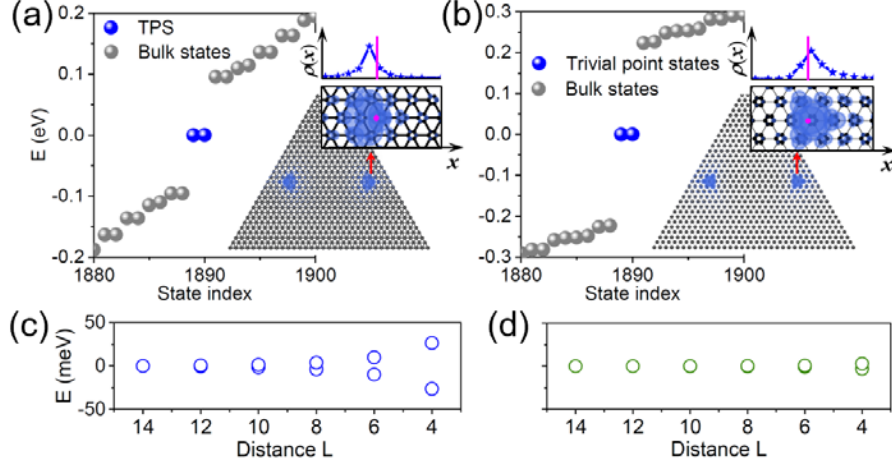 (a)
0.2
0.1
0.0
-0.1
-0.2
E (eV)
TPS
Bulk states
ρ(x)
x
1880
1890
1900
State index
(b)
0.3
0.2
0.1
0.0
-0.1
-0.2
-0.3
Trivial point states
Bulk states
ρ(x)
x
1880
1890
1900
State index
(c)
50
0
-50
E (meV)
14 12 10 8 6 4
Distance L
(d)
14 12 10 8 6 4
Distance L